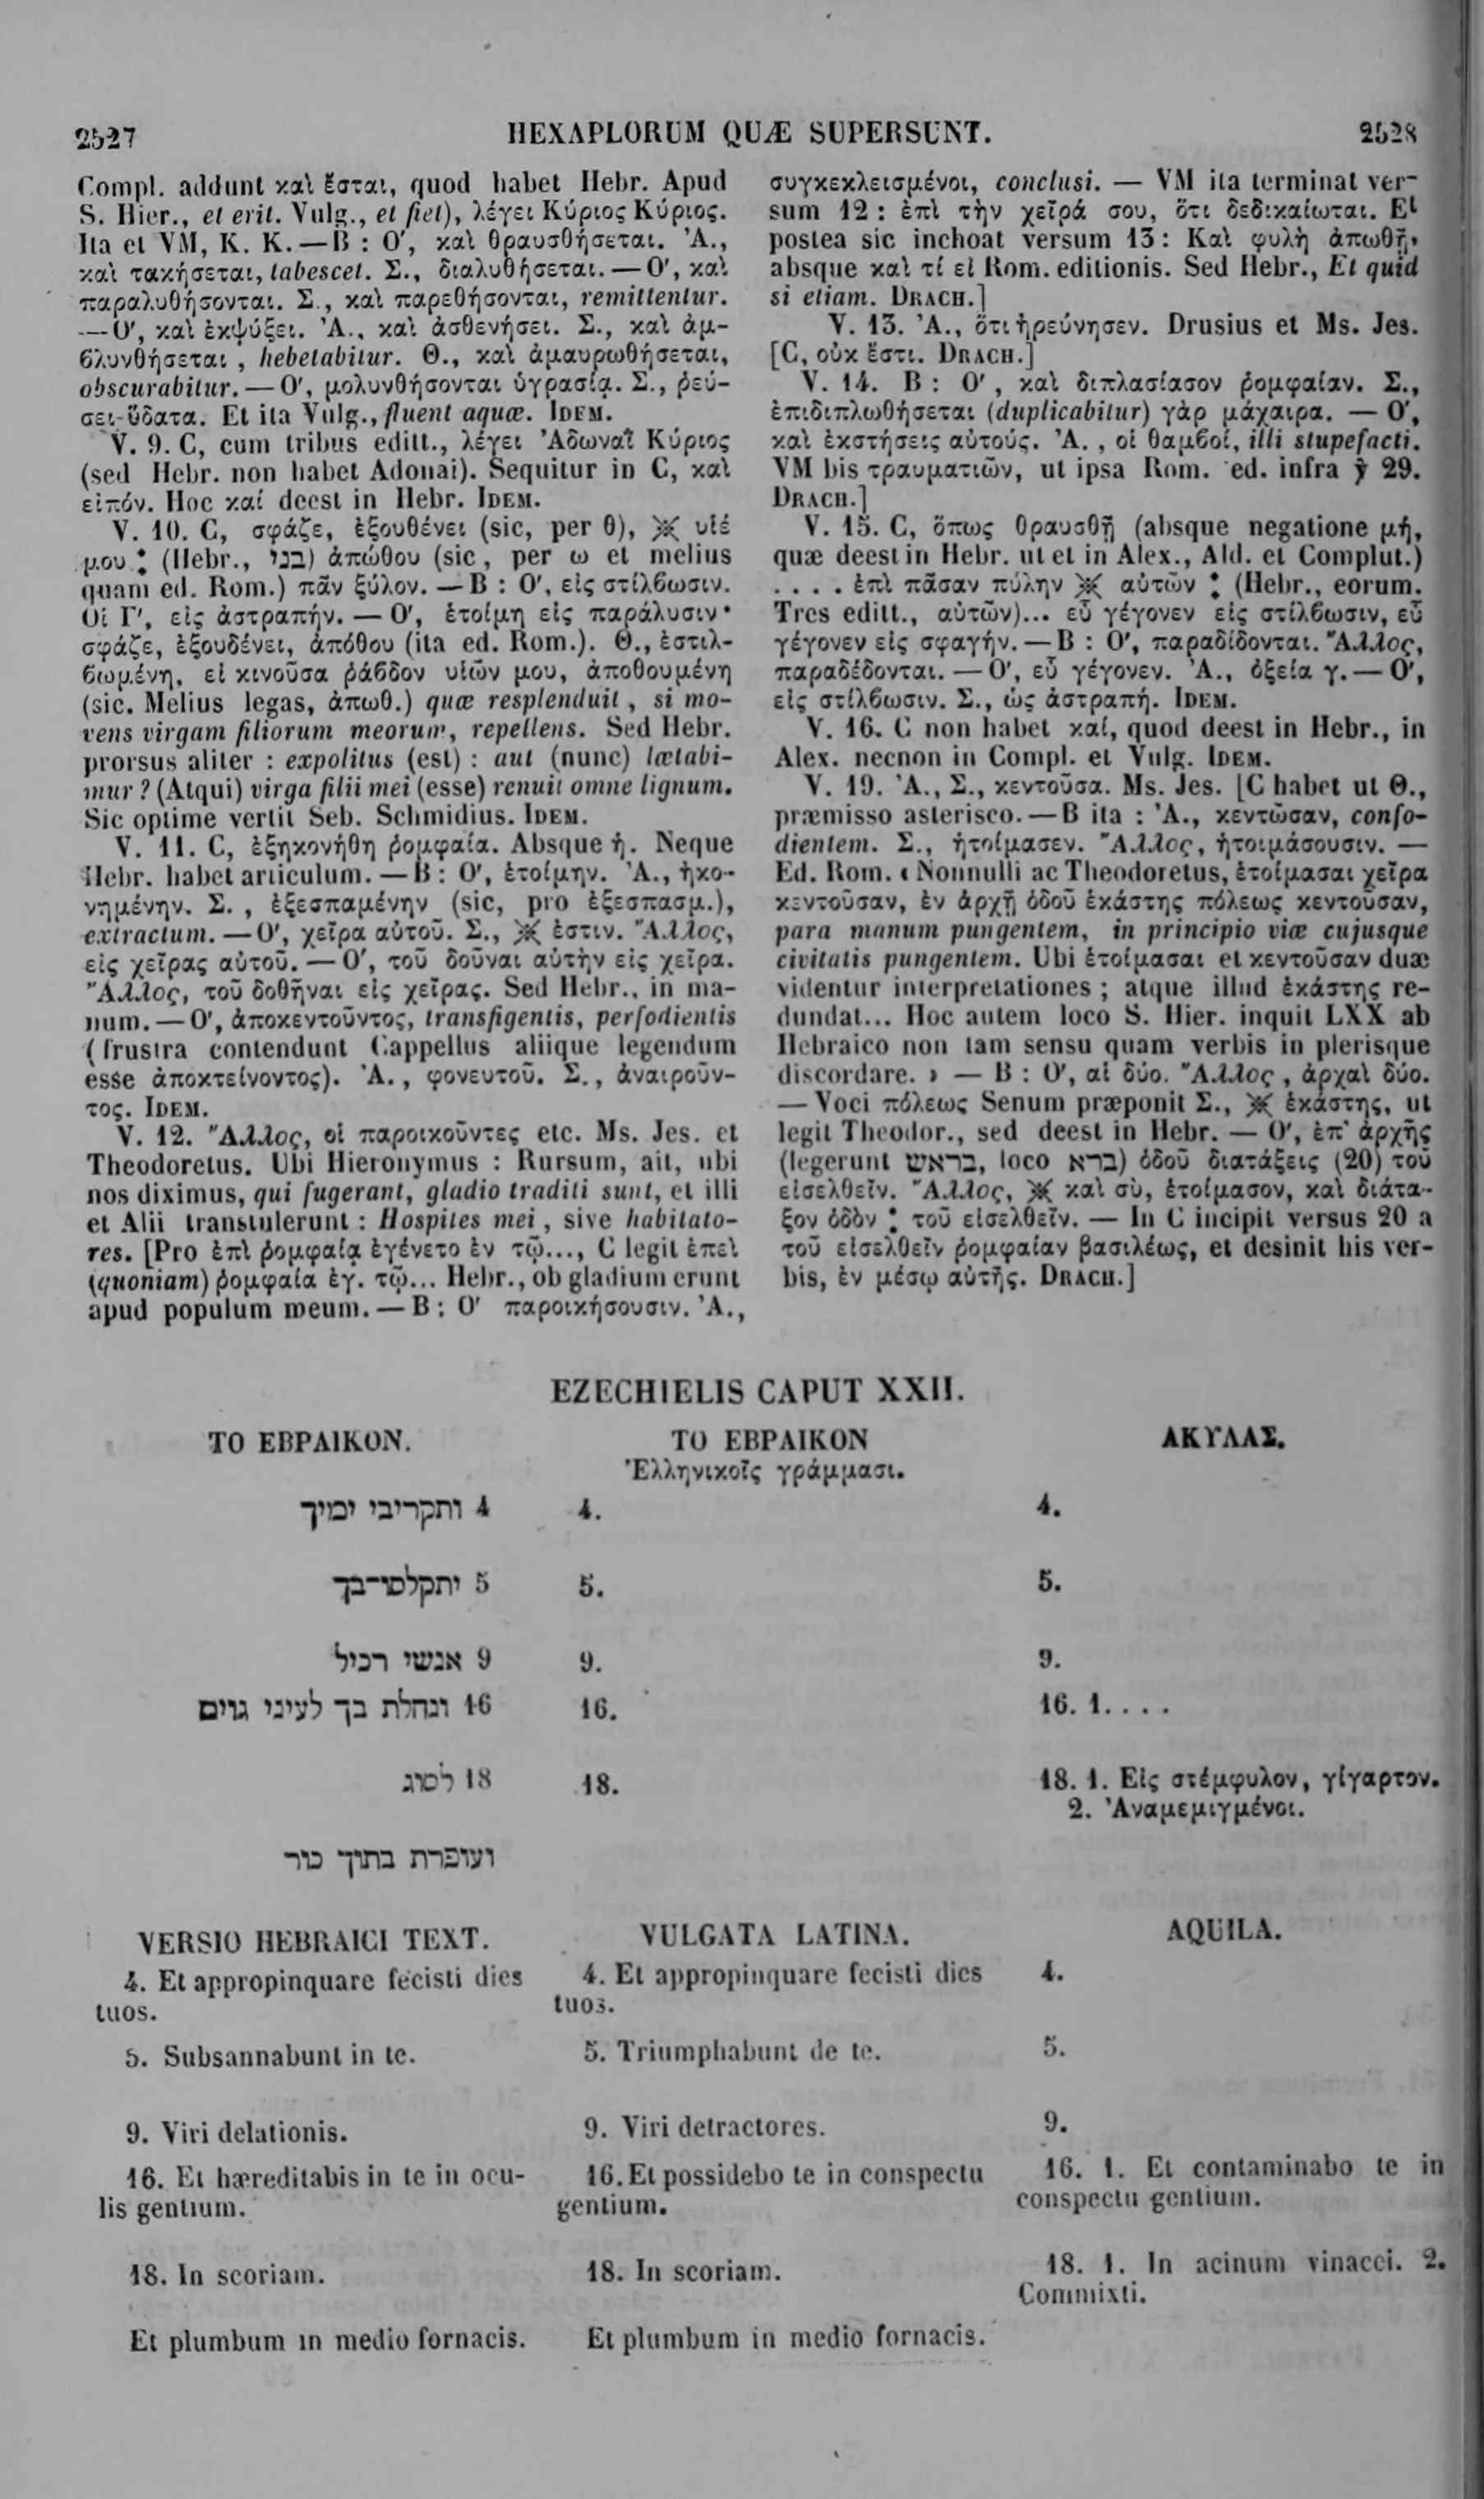 2527
HEXAPLORUM QUÆ SUPERSUNT.
2528
Compl. addunt καὶ ἔσται, quod habet Hebr. Apud
S. Hier., et erit. Vulg., et fiet), λέγει Κύριος Κύριος.
Ita et VM, K. K. — B : Ο', καὶ θραυσθήσεται. Ἀ.,
καὶ τακήσεται, tabescet. Σ., διαλυθήσεται. — Ο', καὶ
παραλυθήσονται. Σ., καὶ παρεθήσονται, remittentur.
— Ο', καὶ ἐκψύξει. Ἀ., καὶ ἀσθενήσει. Σ., καὶ ἀμ-
βλυνθήσεται, hebetabitur. Θ., καὶ ἀμαυρωθήσεται,
obscurabitur. — Ο', μολυνθήσονται ὑγρασίᾳ. Σ., ῥεύ-
σει ὕδατα. Et ita Vulg., fluent aquæ. IDEM.
V. 9. C, cum tribus editt., λέγει Ἀδωναῒ Κύριος
(sed Hebr. non habet Adonai). Sequitur in C, καὶ
εἰπόν. Hoc καί deest in Hebr. IDEM.
V. 10. C, σφάζε, ἐξουθένει (sic, per θ), ※ υἱέ
μου : (Hebr., בני) ἀπώθου (sic, per ω et melius
quam ed. Rom.) πᾶν ξύλον. — B : Ο', εἰς στίλβωσιν.
Οἱ Γ', εἰς ἀστραπήν. — Ο', ἑτοίμη εἰς παράλυσιν·
σφάζε, ἐξουδένει, ἀπόθου (ita ed. Rom.). Θ., ἐστιλ-
βωμένη, εἰ κινοῦσα ῥάβδον υἱῶν μου, ἀποθουμένη
(sic. Melius legas, ἀπωθ.) quæ resplenduit, si mo-
vens virgam filiorum meorum, repellens. Sed Hebr.
prorsus aliter : expolitus (est) : aut (nunc) lætabi-
mur ? (Atqui) virga filii mei (esse) renuit omne lignum.
Sic optime vertit Seb. Schmidius. IDEM.
V. 11. C, ἐξηκονήθη ῥομφαία. Absque ἡ. Neque
Hebr. habet articulum. — B : Ο', ἑτοίμην. Ἀ., ἠκο-
νημένην. Σ., ἐξεσπαμένην (sic, pro ἐξεσπασμ.),
extractum. — Ο', χεῖρα αὐτοῦ. Σ., ※ ἐστιν. Ἄλλος,
εἰς χεῖρας αὐτοῦ. — Ο', τοῦ δοῦναι αὐτὴν εἰς χεῖρα.
Ἄλλος, τοῦ δοθῆναι εἰς χεῖρας. Sed Hebr., in ma-
num. — Ο', ἀποκεντοῦντος, transfigentis, perfodientis
(frustra contendunt Cappellus aliique legendum
esse ἀποκτείνοντος). Ἀ., φονευτοῦ. Σ., ἀναιροῦν-
τος. IDEM.
V. 12. Ἄλλος, οἱ παροικοῦντες etc. Ms. Jes. et
Theodoretus. Ubi Hieronymus : Rursum, ait, ubi
nos diximus, qui fugerant, gladio traditi sunt, et illi
et Alii transtulerunt : Hospites mei, sive habitato-
res. [Pro ἐπὶ ῥομφαίᾳ ἐγένετο ἐν τῷ..., C legit ἐπεὶ
(quoniam) ῥομφαία ἐγ. τῷ... Hebr., ob gladium erunt
apud populum meum. — B : Ο' παροικήσουσιν. Ἀ.,
συγκεκλεισμένοι, conclusi. — VM ita terminat ver-
sum 12 : ἐπὶ τὴν χεῖρά σου, ὅτι δεδικαίωται. Et
postea sic inchoat versum 13 : Καὶ φυλὴ ἀπωθῇ,
absque καὶ τί εἰ Rom. editionis. Sed Hebr., Et quid
si etiam. DRACH.]
V. 13. Ἀ., ὅτι ἠρεύνησεν. Drusius et Ms. Jes.
[C, οὐκ ἔστι. DRACH.]
V. 14. B : Ο', καὶ διπλασίασον ῥομφαίαν. Σ.,
ἐπιδιπλωθήσεται (duplicabitur) γὰρ μάχαιρα. — Ο',
καὶ ἐκστήσεις αὐτούς. Ἀ., οἱ θαμβοί, illi stupefacti.
VM bis τραυματιῶν, ut ipsa Rom. ed. infra ℣ 29.
DRACH.]
V. 15. C, ὅπως θραυσθῇ (absque negatione μή,
quæ deest in Hebr. ut et in Alex., Ald. et Complut.)
.... ἐπὶ πᾶσαν πύλην ※ αὐτῶν : (Hebr., eorum.
Tres editt., αὐτῶν)... εὖ γέγονεν εἰς στίλβωσιν, εὖ
γέγονεν εἰς σφαγήν. — B : Ο', παραδίδονται. Ἄλλος,
παραδέδονται. — Ο', εὖ γέγονεν. Ἀ., ὀξεία γ. — Ο',
εἰς στίλβωσιν. Σ., ὡς ἀστραπή. IDEM.
V. 16. C non habet καί, quod deest in Hebr., in
Alex. necnon in Compl. et Vulg. IDEM.
V. 19. Ἀ., Σ., κεντοῦσα. Ms. Jes. [C habet ut Θ.,
præmisso asterisco. — B ita : Ἀ., κεντῶσαν, confo-
dientem. Σ., ἡτοίμασεν. Ἄλλος, ἡτοιμάσουσιν. —
Ed. Rom. « Nonnulli ac Theodoretus, ἑτοίμασαι χεῖρα
κεντοῦσαν, ἐν ἀρχῇ ὁδοῦ ἑκάστης πόλεως κεντοῦσαν,
para manum pungentem, in principio viæ cujusque
civitatis pungentem. Ubi ἑτοίμασαι et κεντοῦσαν duæ
videntur interpretationes ; atque illud ἑκάστης re-
dundat... Hoc autem loco S. Hier. inquit LXX ab
Hebraico non tam sensu quam verbis in plerisque
discordare. » — B : Ο', αἱ δύο. Ἄλλος, ἀρχαὶ δύο.
— Voci πόλεως Senum præponit Σ., ※ ἑκάστης, ut
legit Theodor., sed deest in Hebr. — Ο', ἐπ' ἀρχῆς
(legerunt בראש, loco ברא) ὁδοῦ διατάξεις (20) τοῦ
εἰσελθεῖν. Ἄλλος, ※ καὶ σὺ, ἑτοίμασον, καὶ διάτα-
ξον ὁδὸν : τοῦ εἰσελθεῖν. — In C incipit versus 20 a
τοῦ εἰσελθεῖν ῥομφαίαν βασιλέως, et desinit his ver-
bis, ἐν μέσῳ αὐτῆς. DRACH.]
EZECHIELIS CAPUT XXII.
ΤΟ ΕΒΡΑΙΚΟΝ.
4 ותקריבי ימיך
5 יתקלסו־בך
9 אנשי רכיל
16 ונחלת בך לעיני גוים
18 לסוג
ועופרת בתוך כור
ΤΟ ΕΒΡΑΙΚΟΝ
Ἑλληνικοῖς γράμμασι.
4.
5.
9.
16.
18.
ΑΚΥΛΑΣ.
4.
5.
9.
16. 1. . . .
18. 1. Εἰς στέμφυλον, γίγαρτον.
2. Ἀναμεμιγμένοι.
VERSIO HEBRAICI TEXT.
4. Et appropinquare fecisti dies
tuos.
5. Subsannabunt in te.
9. Viri delationis.
16. Et hæreditabis in te in ocu-
lis gentium.
18. In scoriam.
Et plumbum in medio fornacis.
VULGATA LATINA.
4. Et appropinquare fecisti dies
tuos.
5. Triumphabunt de te.
9. Viri detractores.
16. Et possidebo te in conspectu
gentium.
18. In scoriam.
Et plumbum in medio fornacis.
AQUILA.
4.
5.
9.
16. 1. Et contaminabo te in
conspectu gentium.
18. 1. In acinum vinacci. 2.
Commixti.